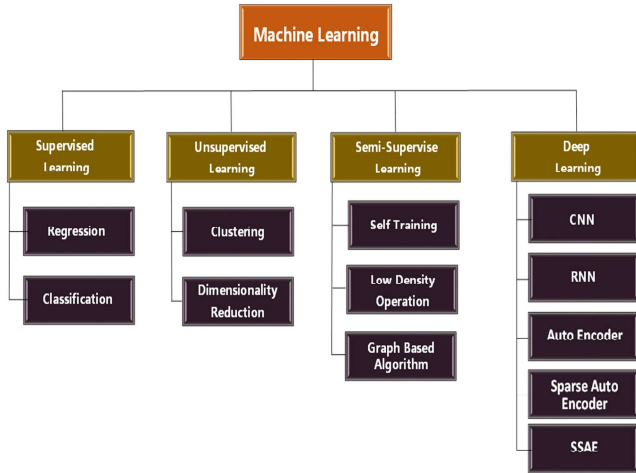 Machine Learning
Supervised
Learning
Unsupervised
Learning
Semi-Supervise
Learning
Deep
Learning
Regression
Classification
Clustering
Dimensionality
Reduction
Self Training
Low Density
Operation
Graph Based
Algorithm
CNN
RNN
Auto Encoder
Sparse Auto
Encoder
SSAE